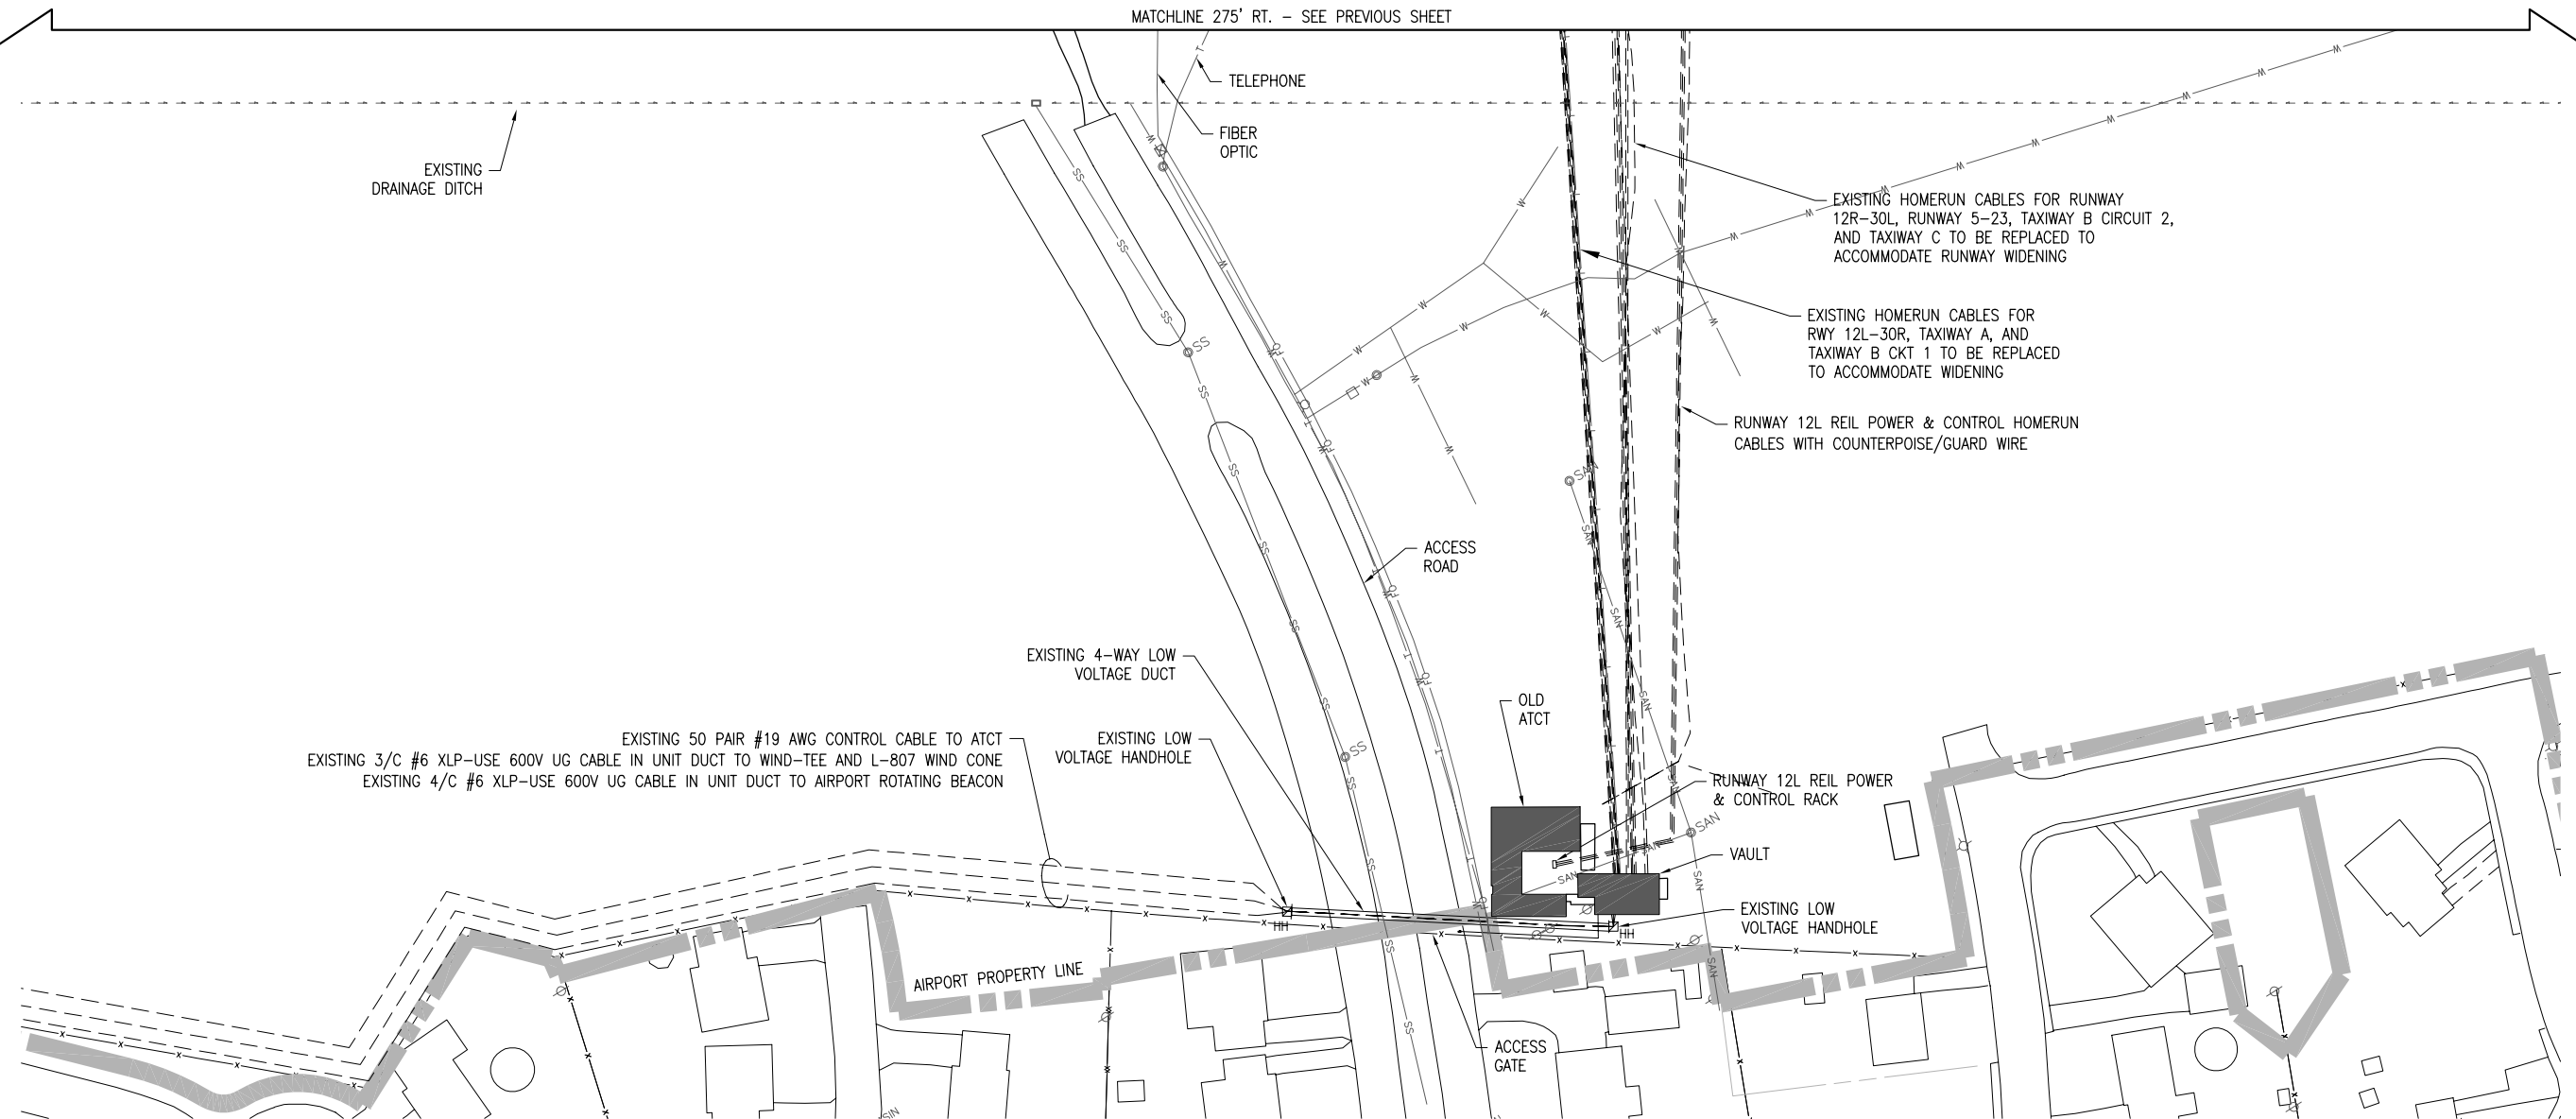 MATCHLINE 275' RT. – SEE PREVIOUS SHEET
TELEPHONE
FIBER
OPTIC
EXISTING
DRAINAGE DITCH
EXISTING HOMERUN CABLES FOR RUNWAY
12R–30L, RUNWAY 5–23, TAXIWAY B CIRCUIT 2,
AND TAXIWAY C TO BE REPLACED TO
ACCOMMODATE RUNWAY WIDENING
EXISTING HOMERUN CABLES FOR
RWY 12L–30R, TAXIWAY A, AND
TAXIWAY B CKT 1 TO BE REPLACED
TO ACCOMMODATE WIDENING
RUNWAY 12L REIL POWER & CONTROL HOMERUN
CABLES WITH COUNTERPOISE/GUARD WIRE
SS
SAN
ACCESS
ROAD
EXISTING 4–WAY LOW
VOLTAGE DUCT
OLD
ATCT
EXISTING 50 PAIR #19 AWG CONTROL CABLE TO ATCT
EXISTING 3/C #6 XLP–USE 600V UG CABLE IN UNIT DUCT TO WIND–TEE AND L–807 WIND CONE
EXISTING 4/C #6 XLP–USE 600V UG CABLE IN UNIT DUCT TO AIRPORT ROTATING BEACON
EXISTING LOW
VOLTAGE HANDHOLE
SS
RUNWAY 12L REIL POWER
& CONTROL RACK
SAN
VAULT
EXISTING LOW
VOLTAGE HANDHOLE
HH
HH
AIRPORT PROPERTY LINE
ACCESS
GATE